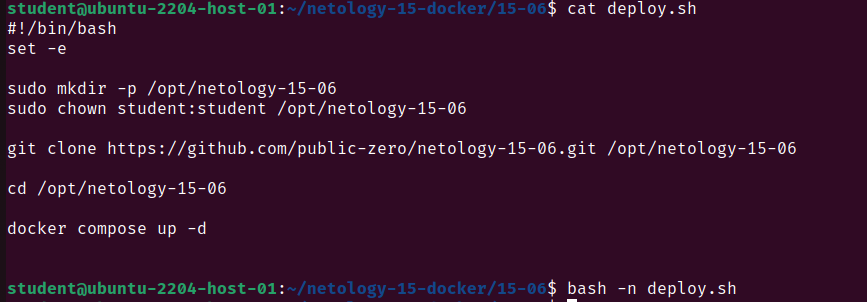 student@ubuntu-2204-host-01:~/netology-15-docker/15-06$ cat deploy.sh
#!/bin/bash
set -e
sudo mkdir -p /opt/netology-15-06
sudo chown student:student /opt/netology-15-06
git clone https://github.com/public-zero/netology-15-06.git /opt/netology-15-06
cd /opt/netology-15-06
docker compose up -d
student@ubuntu-2204-host-01:~/netology-15-docker/15-06$ bash -n deploy.sh